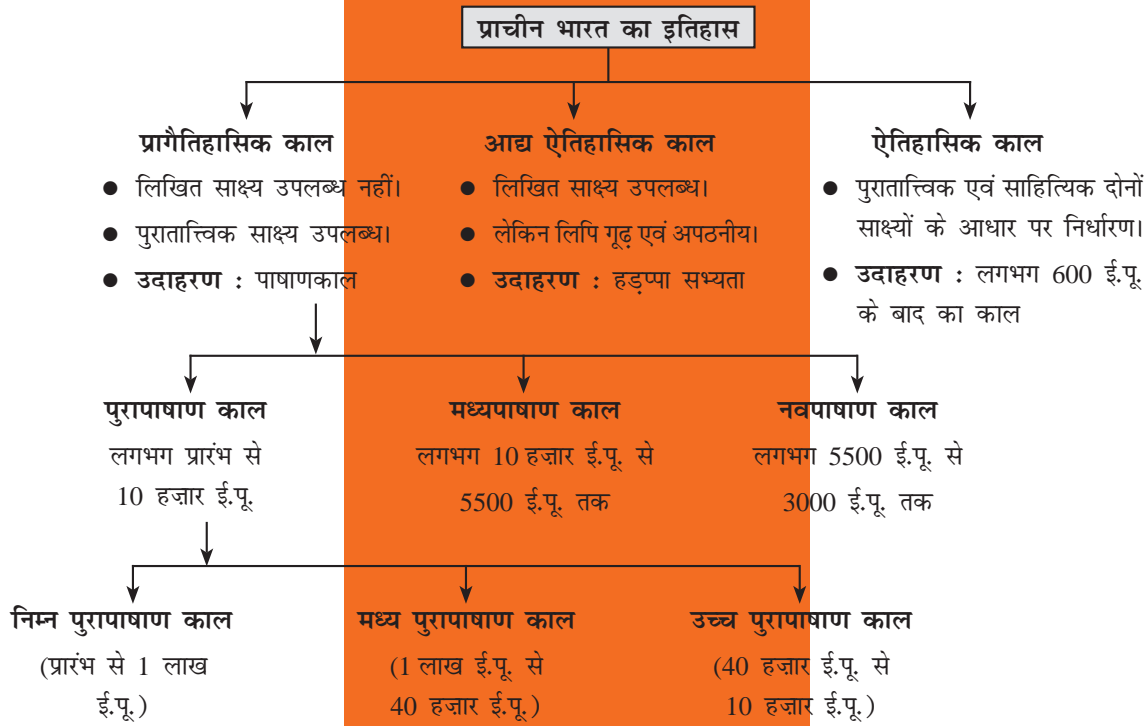 प्राचीन भारत का इतिहास
प्रागैतिहासिक काल
● लिखित साक्ष्य उपलब्ध नहीं।
● पुरातात्त्विक साक्ष्य उपलब्ध।
● उदाहरण : पाषाणकाल
आद्य ऐतिहासिक काल
● लिखित साक्ष्य उपलब्ध।
● लेकिन लिपि गूढ़ एवं अपठनीय।
● उदाहरण : हड़प्पा सभ्यता
ऐतिहासिक काल
● पुरातात्त्विक एवं साहित्यिक दोनों
साक्ष्यों के आधार पर निर्धारण।
● उदाहरण : लगभग 600 ई.पू.
के बाद का काल
पुरापाषाण काल
लगभग प्रारंभ से
10 हज़ार ई.पू.
मध्यपाषाण काल
लगभग 10 हज़ार ई.पू. से
5500 ई.पू. तक
नवपाषाण काल
लगभग 5500 ई.पू. से
3000 ई.पू. तक
निम्न पुरापाषाण काल
(प्रारंभ से 1 लाख
ई.पू.)
मध्य पुरापाषाण काल
(1 लाख ई.पू. से
40 हज़ार ई.पू.)
उच्च पुरापाषाण काल
(40 हज़ार ई.पू. से
10 हज़ार ई.पू.)